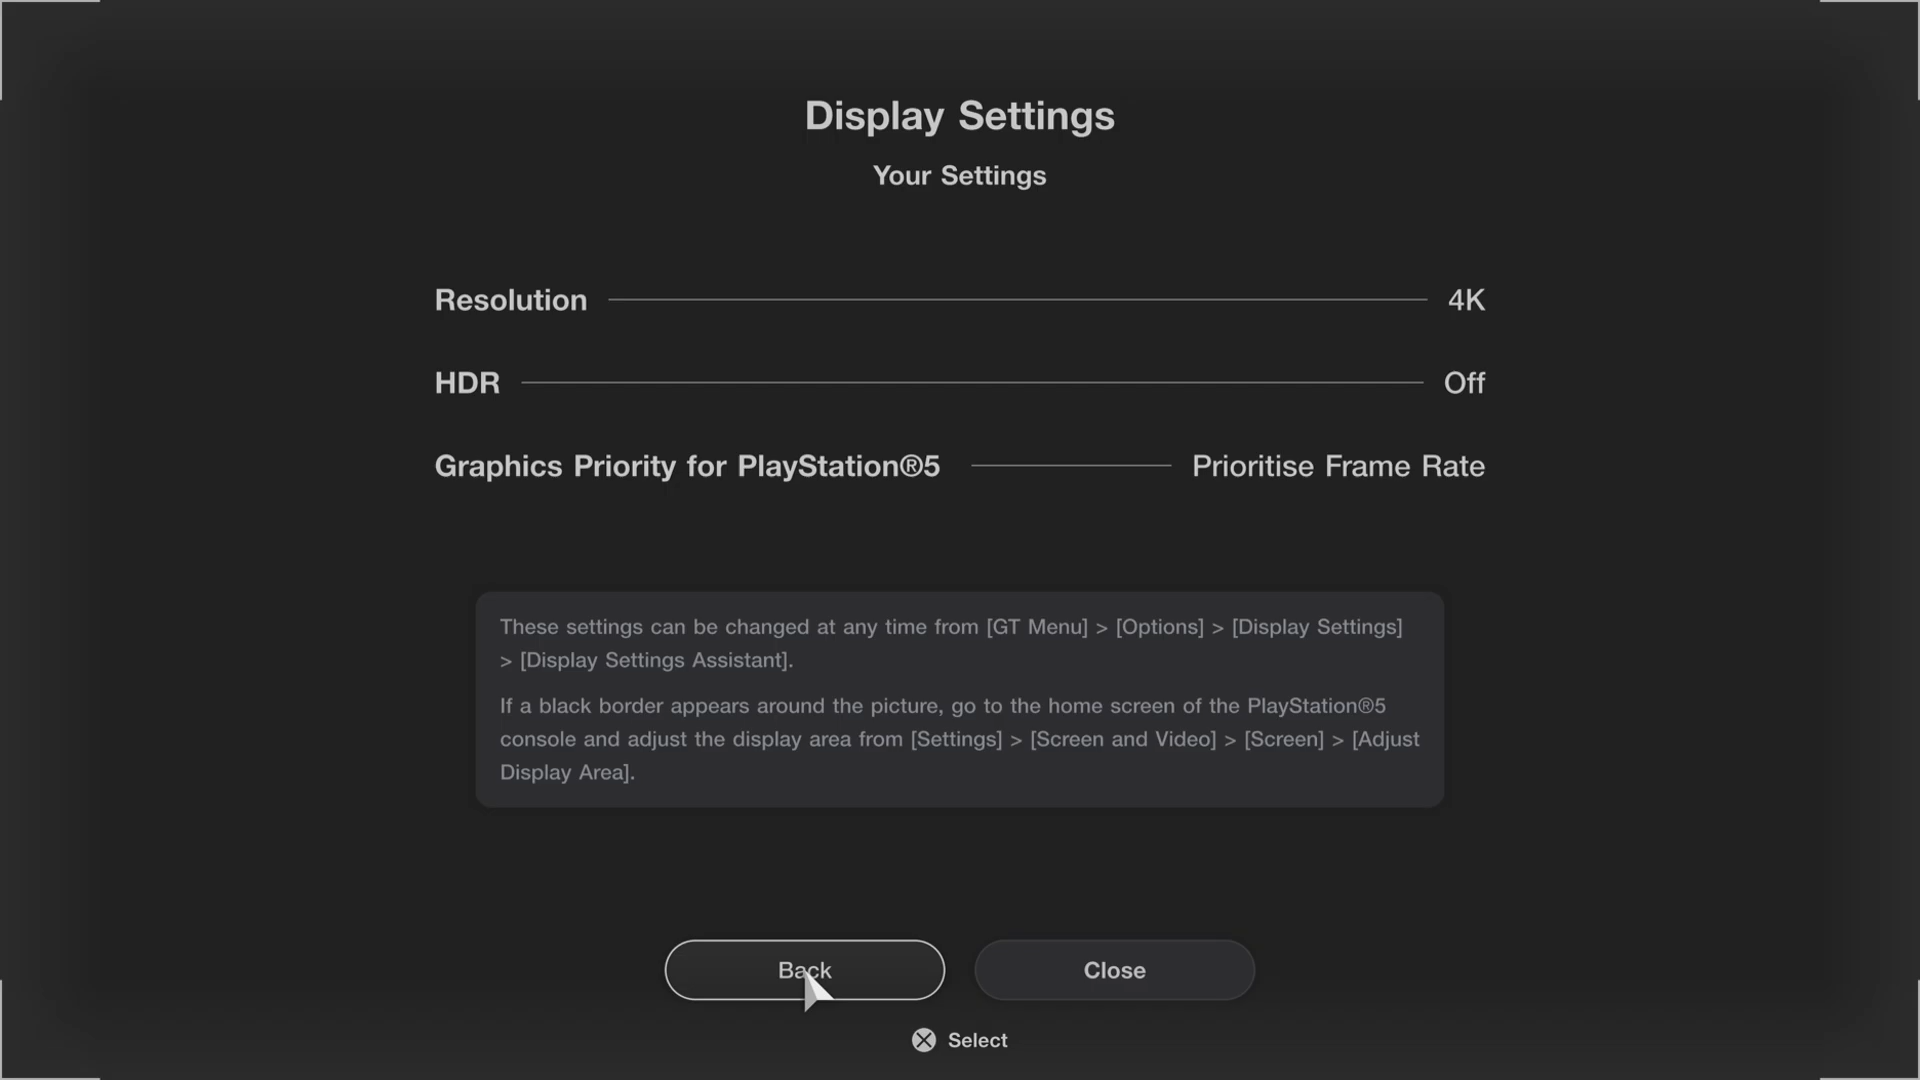 Display Settings
Your Settings
Resolution 4K
HDR Off
Graphics Priority for PlayStation®5 Prioritise Frame Rate
These settings can be changed at any time from [GT Menu] > [Options] > [Display Settings]
> [Display Settings Assistant].
If a black border appears around the picture, go to the home screen of the PlayStation®5
console and adjust the display area from [Settings] > [Screen and Video] > [Screen] > [Adjust
Display Area].
Back Close
Select